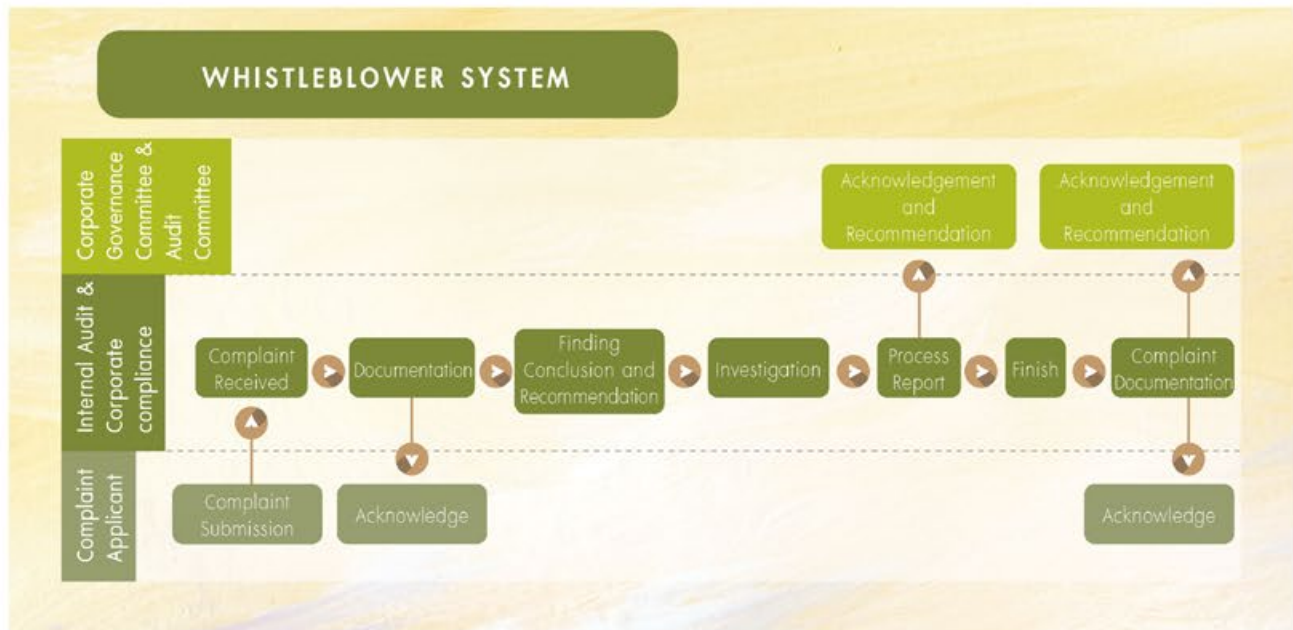 WHISTLEBLOWER SYSTEM
Corporate
Governance
Committee &
Audit
Committee
Acknowledgement
and
Recommendation
Acknowledgement
and
Recommendation
Internal Audit &
Corporate
compliance
Complaint
Received
Documentation
Finding
Conclusion and
Recommendation
Investigation
Process
Report
Finish
Complaint
Documentation
Complaint
Applicant
Complaint
Submission
Acknowledge
Acknowledge